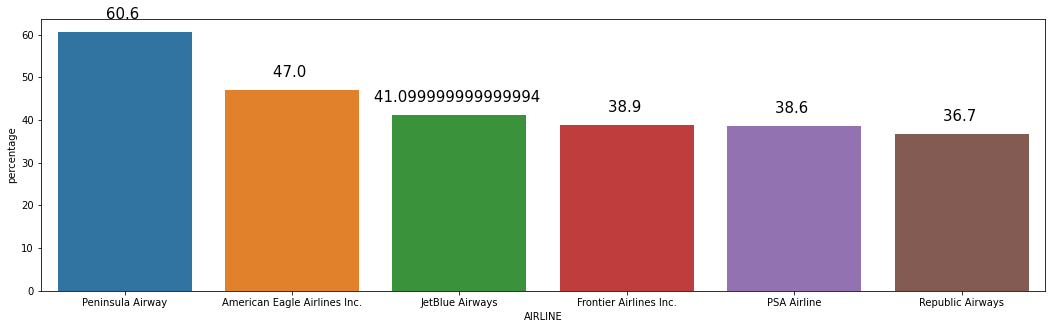 60.6
60
50
40
30
20
10
0
percentage
47.0
41.099999999999994
38.9
38.6
36.7
Peninsula Airway
American Eagle Airlines Inc.
JetBlue Airways
Frontier Airlines Inc.
PSA Airline
Republic Airways
AIRLINE